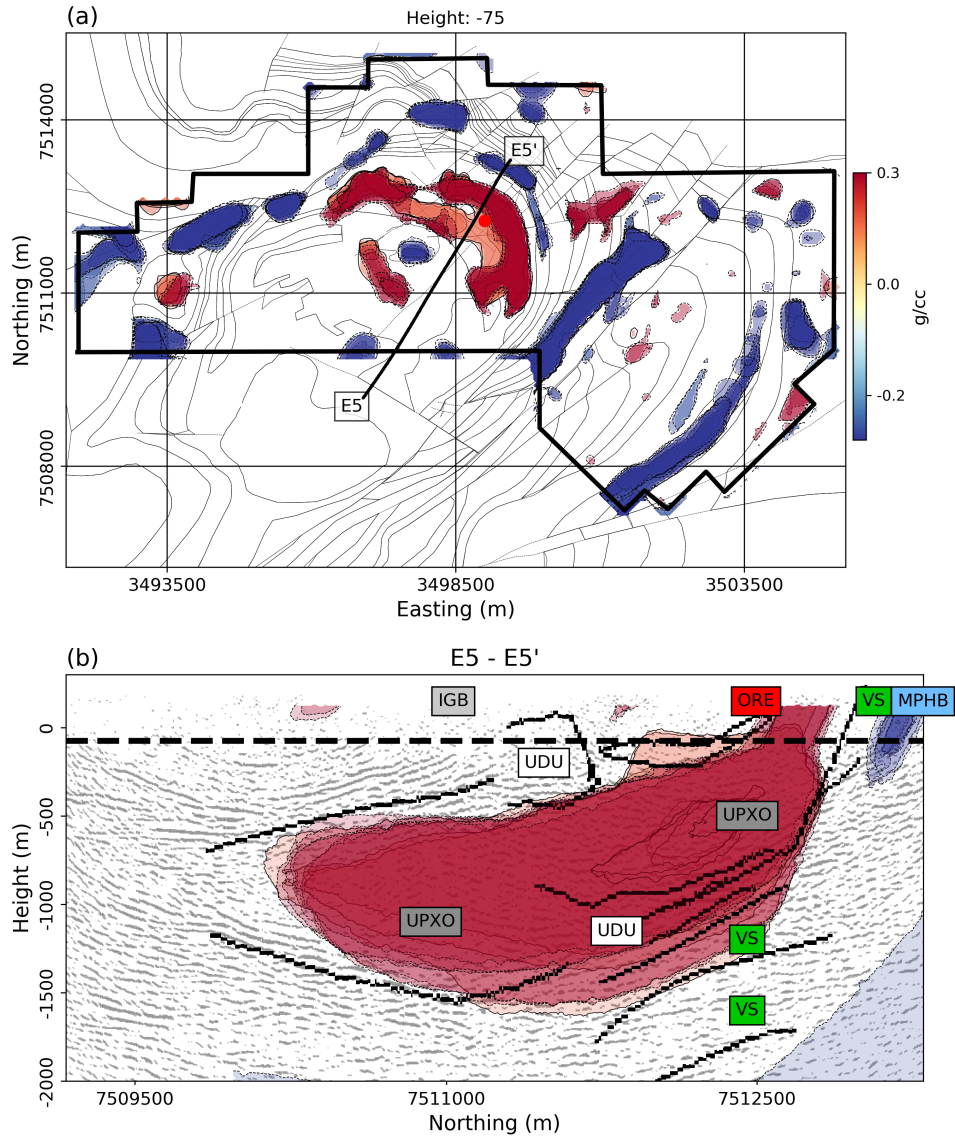 (a)
Height: -75
7514000
7511000
7508000
Northing (m)
E5'
E5
3493500
3498500
3503500
Easting (m)
0.3
0.0
-0.2
g/cc
(b)
E5 - E5'
IGB
ORE
VS
MPHB
UDU
UPXO
UPXO
UDU
VS
VS
0
-500
-1000
-1500
-2000
Height (m)
7509500
7511000
7512500
Northing (m)